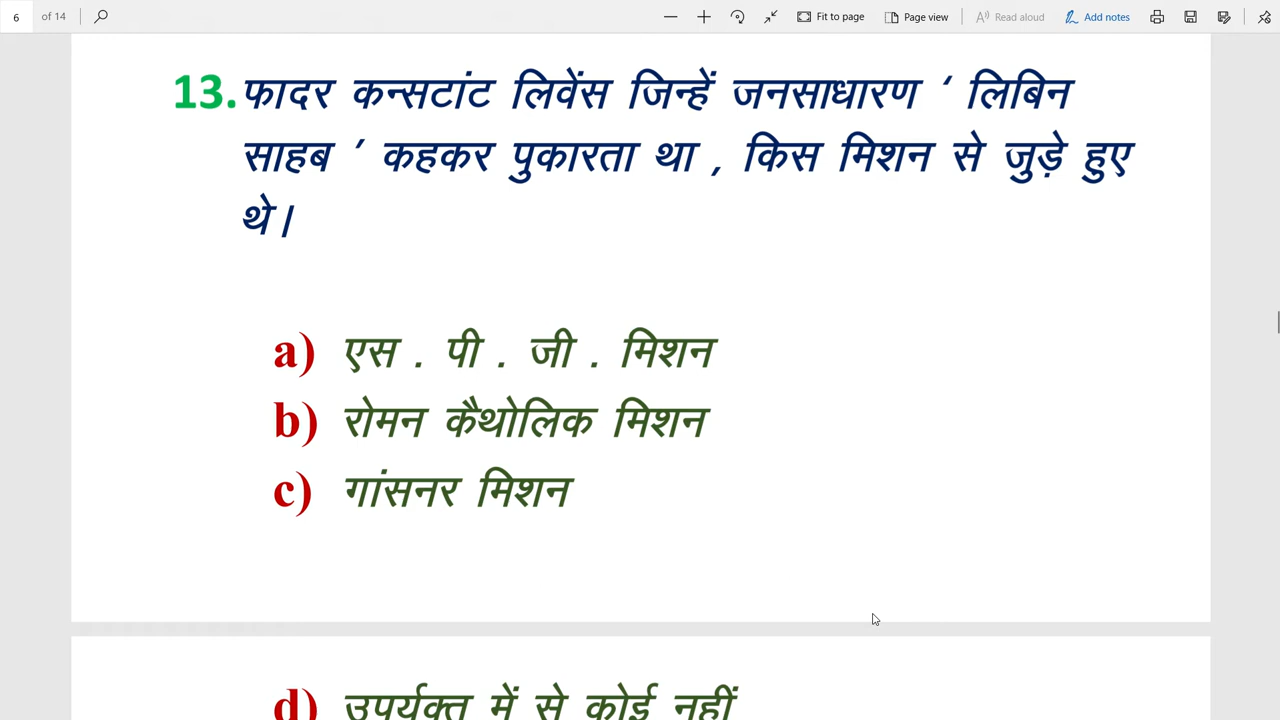 6 of 14 Fit to page Page view Read aloud Add notes
13. फादर कन्सटांट लिवेंस जिन्हें जनसाधारण ‘ लिबिन
साहब ’ कहकर पुकारता था , किस मिशन से जुड़े हुए
थे।
a) एस . पी . जी . मिशन
b) रोमन कैथोलिक मिशन
c) गांसनर मिशन
d) उपर्युक्त में से कोई नहीं